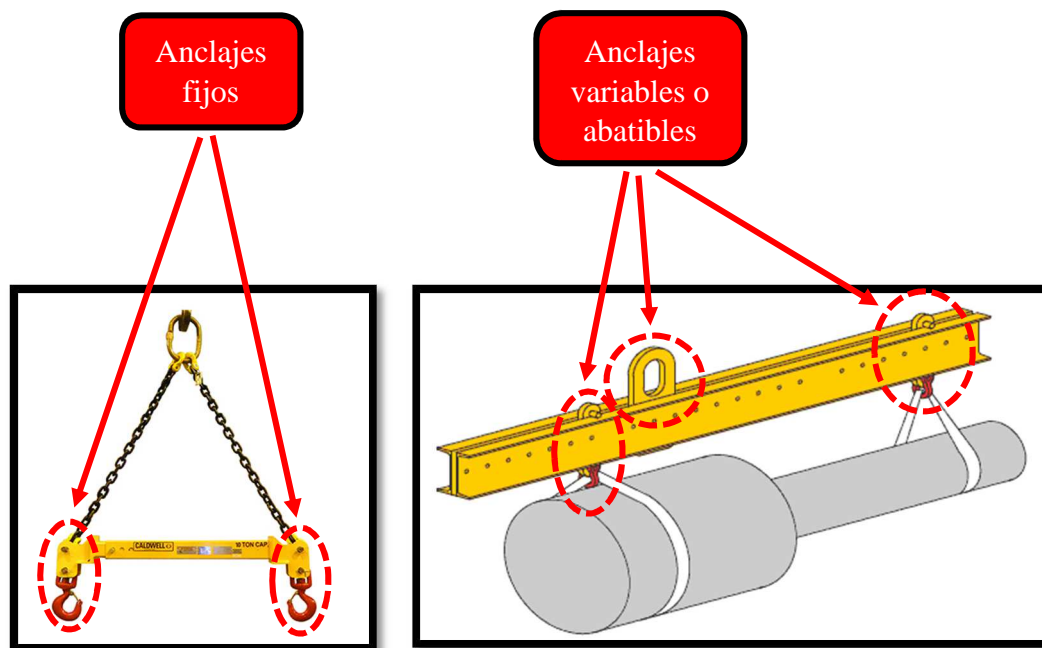 Anclajes
fijos
Anclajes
variables o
abatibles
CALDWELL
10 TON CAP